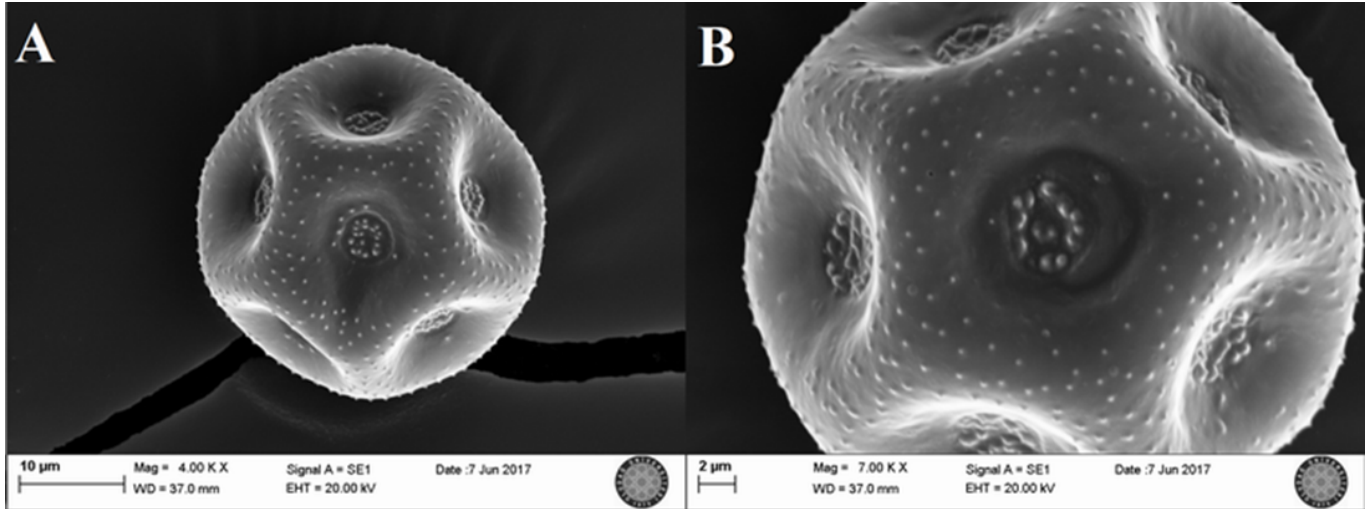 A
B
10 µm
Mag = 4.00 K X
Signal A = SE1
Date :7 Jun 2017
WD = 37.0 mm
EHT = 20.00 kV
2 µm
Mag = 7.00 K X
Signal A = SE1
Date :7 Jun 2017
WD = 37.0 mm
EHT = 20.00 kV